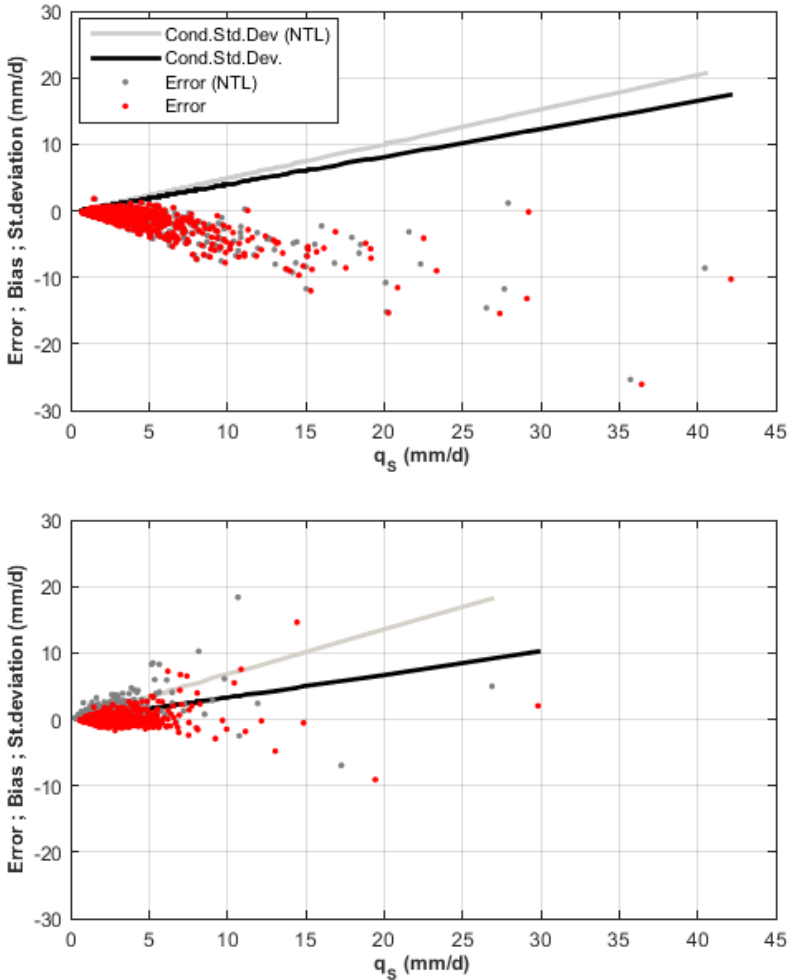 30
20
10
0
-10
-20
-30
Error ; Bias ; St.deviation (mm/d)
Cond.Std.Dev (NTL)
Cond.Std.Dev.
Error (NTL)
Error
0 5 10 15 20 25 30 35 40 45
qS (mm/d)
30
20
10
0
-10
-20
-30
Error ; Bias ; St.deviation (mm/d)
0 5 10 15 20 25 30 35 40 45
qS (mm/d)